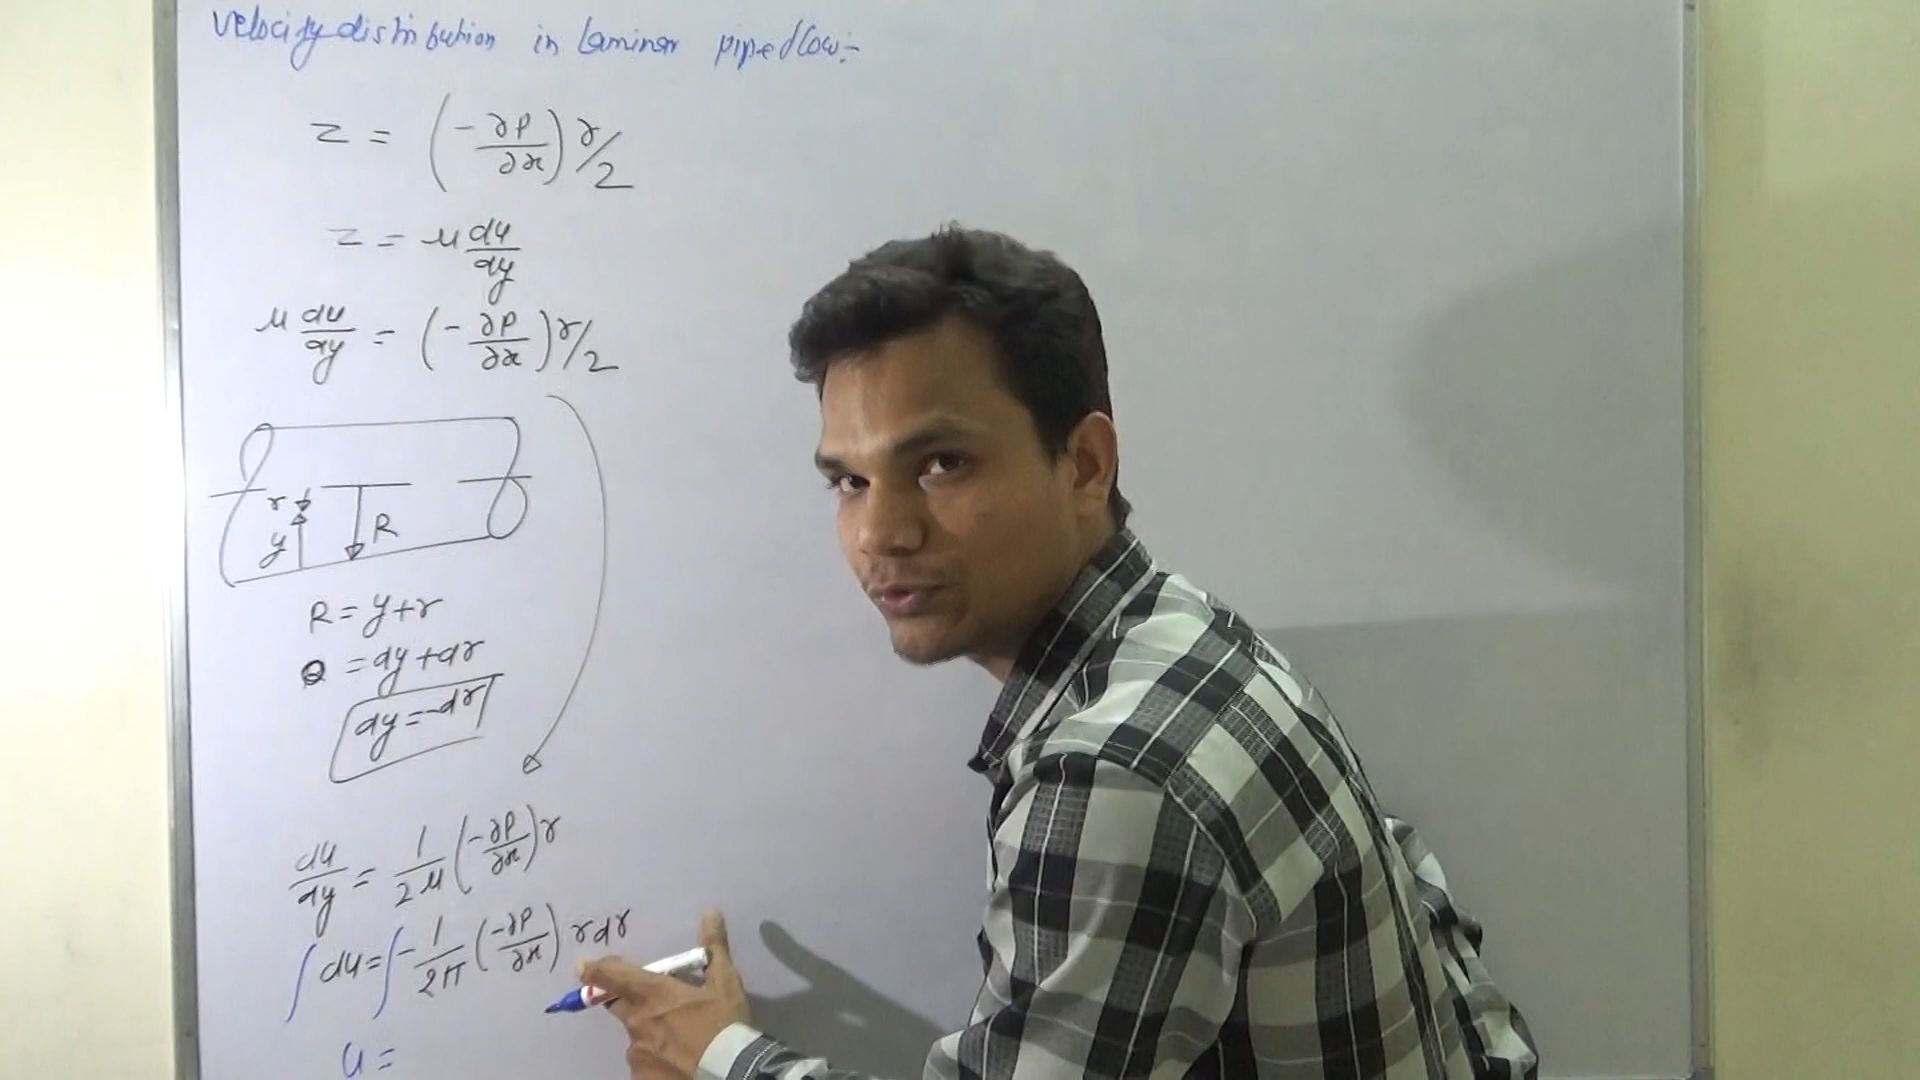 Velocity distribution in Laminar pipe flow:-
τ = (-∂P/∂x) r/2
τ = μ du/dy
μ du/dy = (-∂P/∂x) r/2
r
R
y
R = y+r
0 = dy+dr
dy = -dr
du/dy = 1/2μ (-∂P/∂x) r
∫ du = ∫ - 1/2π (-∂P/∂x) r dr
u =